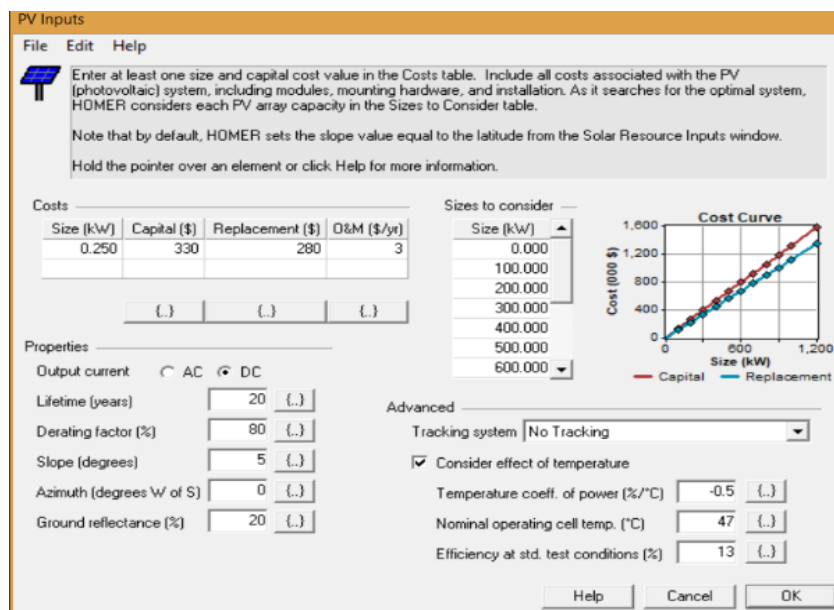 PV Inputs
File Edit Help
Enter at least one size and capital cost value in the Costs table. Include all costs associated with the PV
(photovoltaic) system, including modules, mounting hardware, and installation. As it searches for the optimal system,
HOMER considers each PV array capacity in the Sizes to Consider table.
Note that by default, HOMER sets the slope value equal to the latitude from the Solar Resource Inputs window.
Hold the pointer over an element or click Help for more information.
Costs
Size (kW) Capital ($) Replacement ($) O&M ($/yr)
0.250 330 280 3
{..} {..} {..}
Sizes to consider
Size (kW)
0.000
100.000
200.000
300.000
400.000
500.000
600.000
Cost Curve
Cost (000 $)
1,600
1,200
800
400
0
0 600 1,200
Size (kW)
Capital Replacement
Properties
Output current AC DC
Lifetime (years) 20 {..}
Derating factor (%) 80 {..}
Slope (degrees) 5 {..}
Azimuth (degrees W of S) 0 {..}
Ground reflectance (%) 20 {..}
Advanced
Tracking system No Tracking
Consider effect of temperature
Temperature coeff. of power (%/°C) -0.5 {..}
Nominal operating cell temp. (°C) 47 {..}
Efficiency at std. test conditions (%) 13 {..}
Help Cancel OK